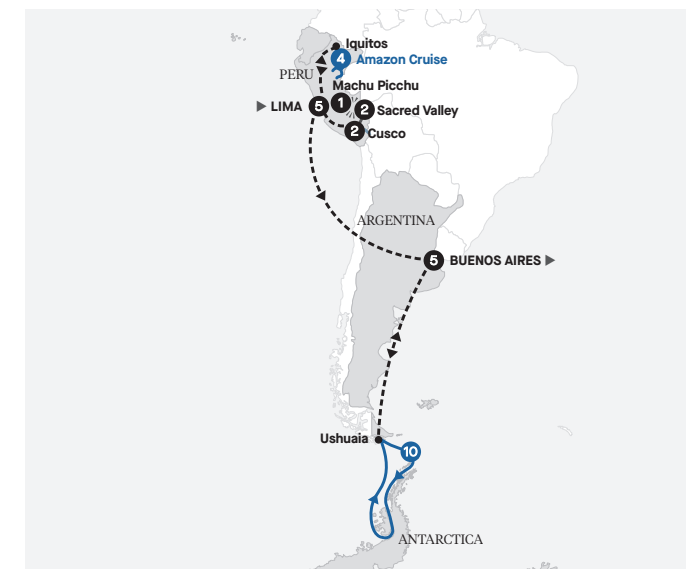 Iquitos
4 Amazon Cruise
PERU
Machu Picchu
▶ LIMA 5 1 2 Sacred Valley
2 Cusco
ARGENTINA
5 BUENOS AIRES ▶
Ushuaia
10
ANTARCTICA